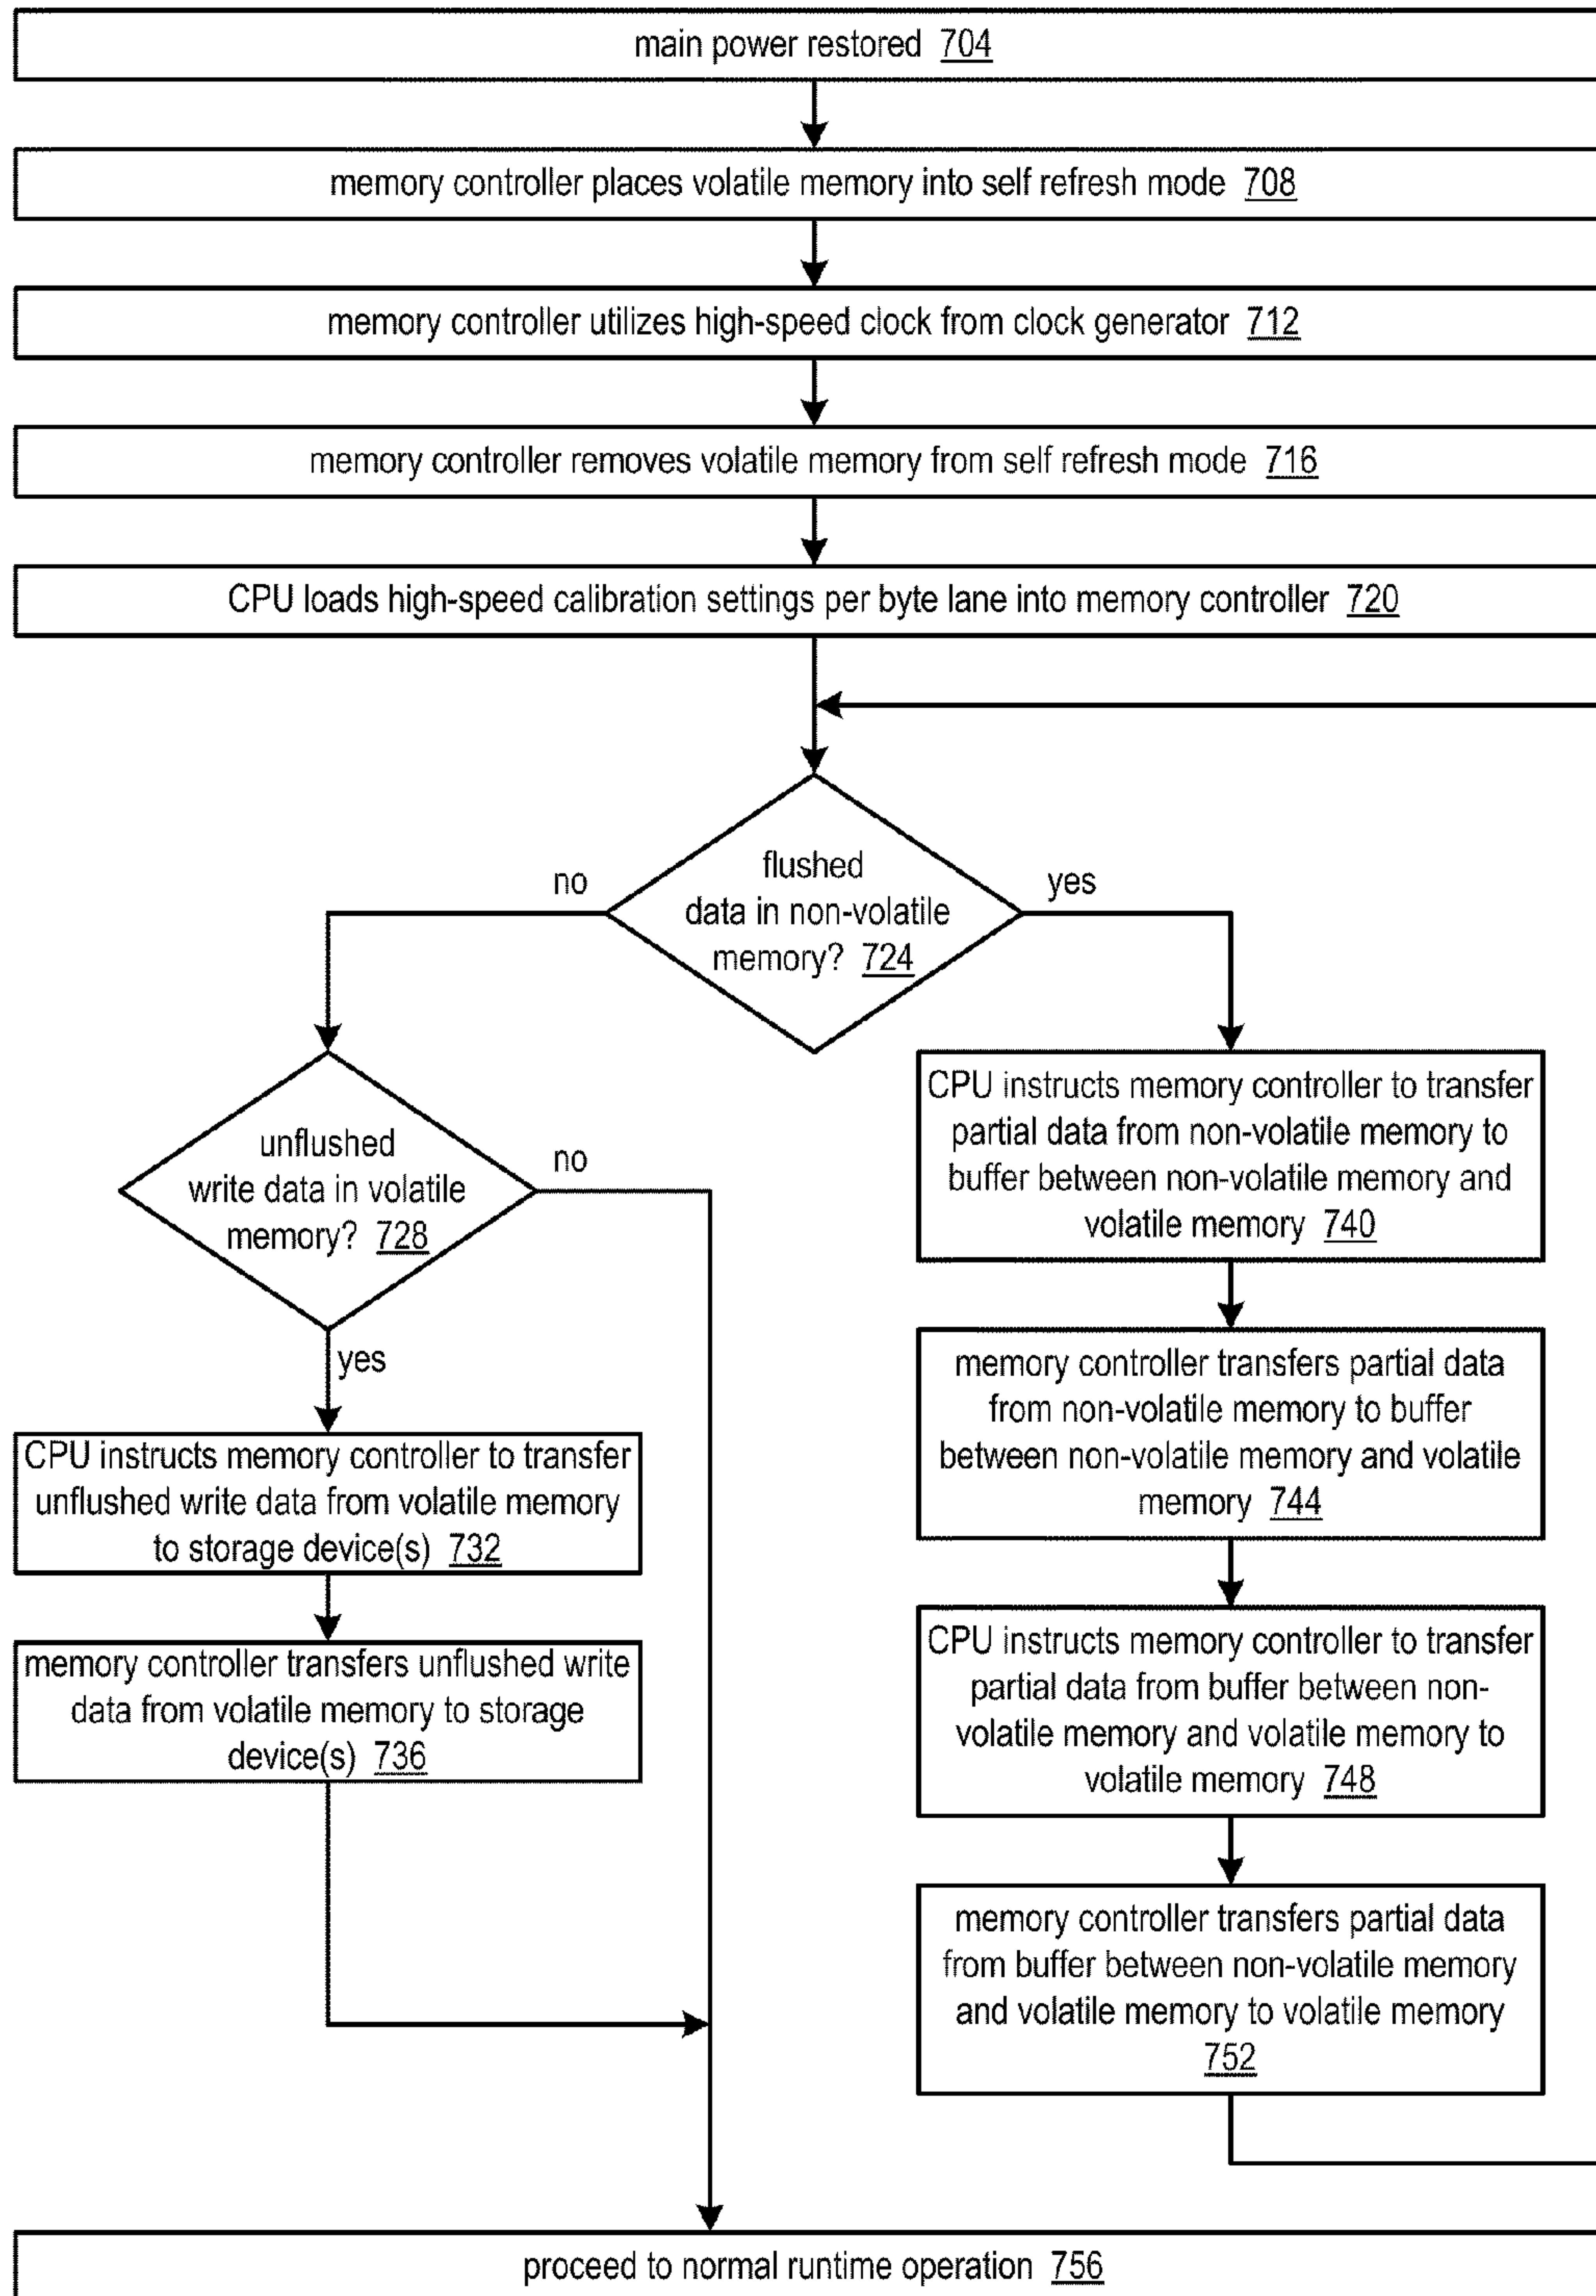 main power restored 704
memory controller places volatile memory into self refresh mode 708
memory controller utilizes high-speed clock from clock generator 712
memory controller removes volatile memory from self refresh mode 716
CPU loads high-speed calibration settings per byte lane into memory controller 720
flushed
data in non-volatile
memory? 724
no
yes
unflushed
write data in volatile
memory? 728
no
yes
CPU instructs memory controller to transfer
unflushed write data from volatile memory
to storage device(s) 732
memory controller transfers unflushed write
data from volatile memory to storage
device(s) 736
CPU instructs memory controller to transfer
partial data from non-volatile memory to
buffer between non-volatile memory and
volatile memory 740
memory controller transfers partial data
from non-volatile memory to buffer
between non-volatile memory and volatile
memory 744
CPU instructs memory controller to transfer
partial data from buffer between non-
volatile memory and volatile memory to
volatile memory 748
memory controller transfers partial data
from buffer between non-volatile memory
and volatile memory to volatile memory
752
proceed to normal runtime operation 756